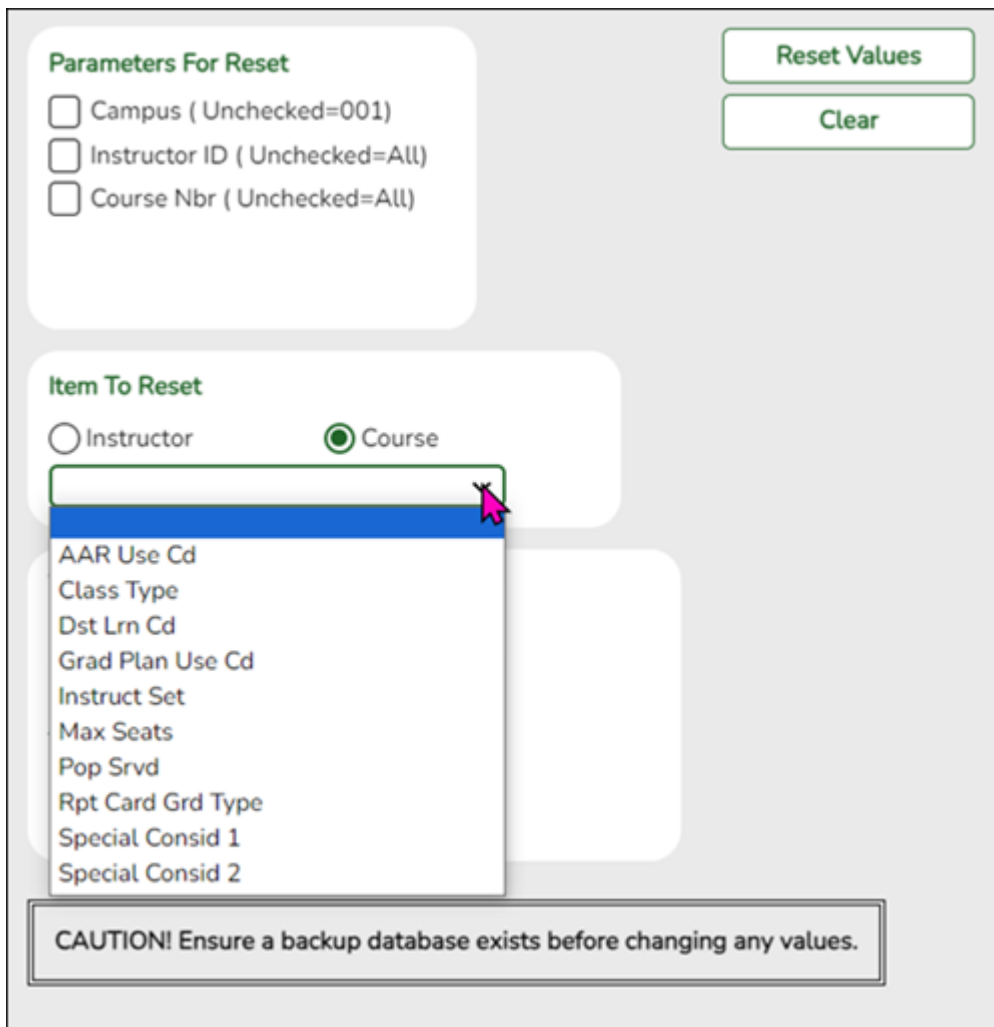 Parameters For Reset
Campus ( Unchecked=001)
Instructor ID ( Unchecked=All)
Course Nbr ( Unchecked=All)
Reset Values
Clear
Item To Reset
Instructor
Course
AAR Use Cd
Class Type
Dst Lrn Cd
Grad Plan Use Cd
Instruct Set
Max Seats
Pop Srvd
Rpt Card Grd Type
Special Consid 1
Special Consid 2
CAUTION! Ensure a backup database exists before changing any values.